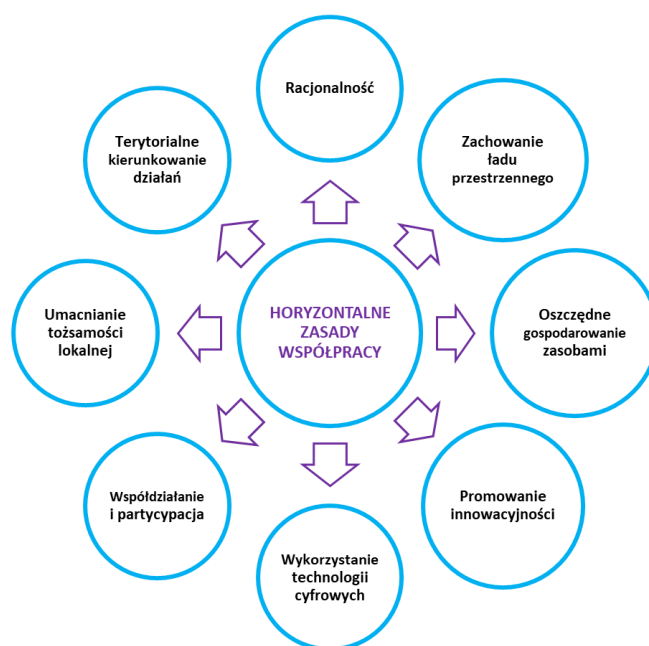 Racjonalność
Zachowanie
ładu
przestrzennego
Oszczędne
gospodarowanie
zasobami
Promowanie
innowacyjności
Wykorzystanie
technologii
cyfrowych
Współdziałanie
i partycypacja
Umacnianie
tożsamości
lokalnej
Terytorialne
kierunkowanie
działań
HORYZONTALNE
ZASADY
WSPÓŁPRACY